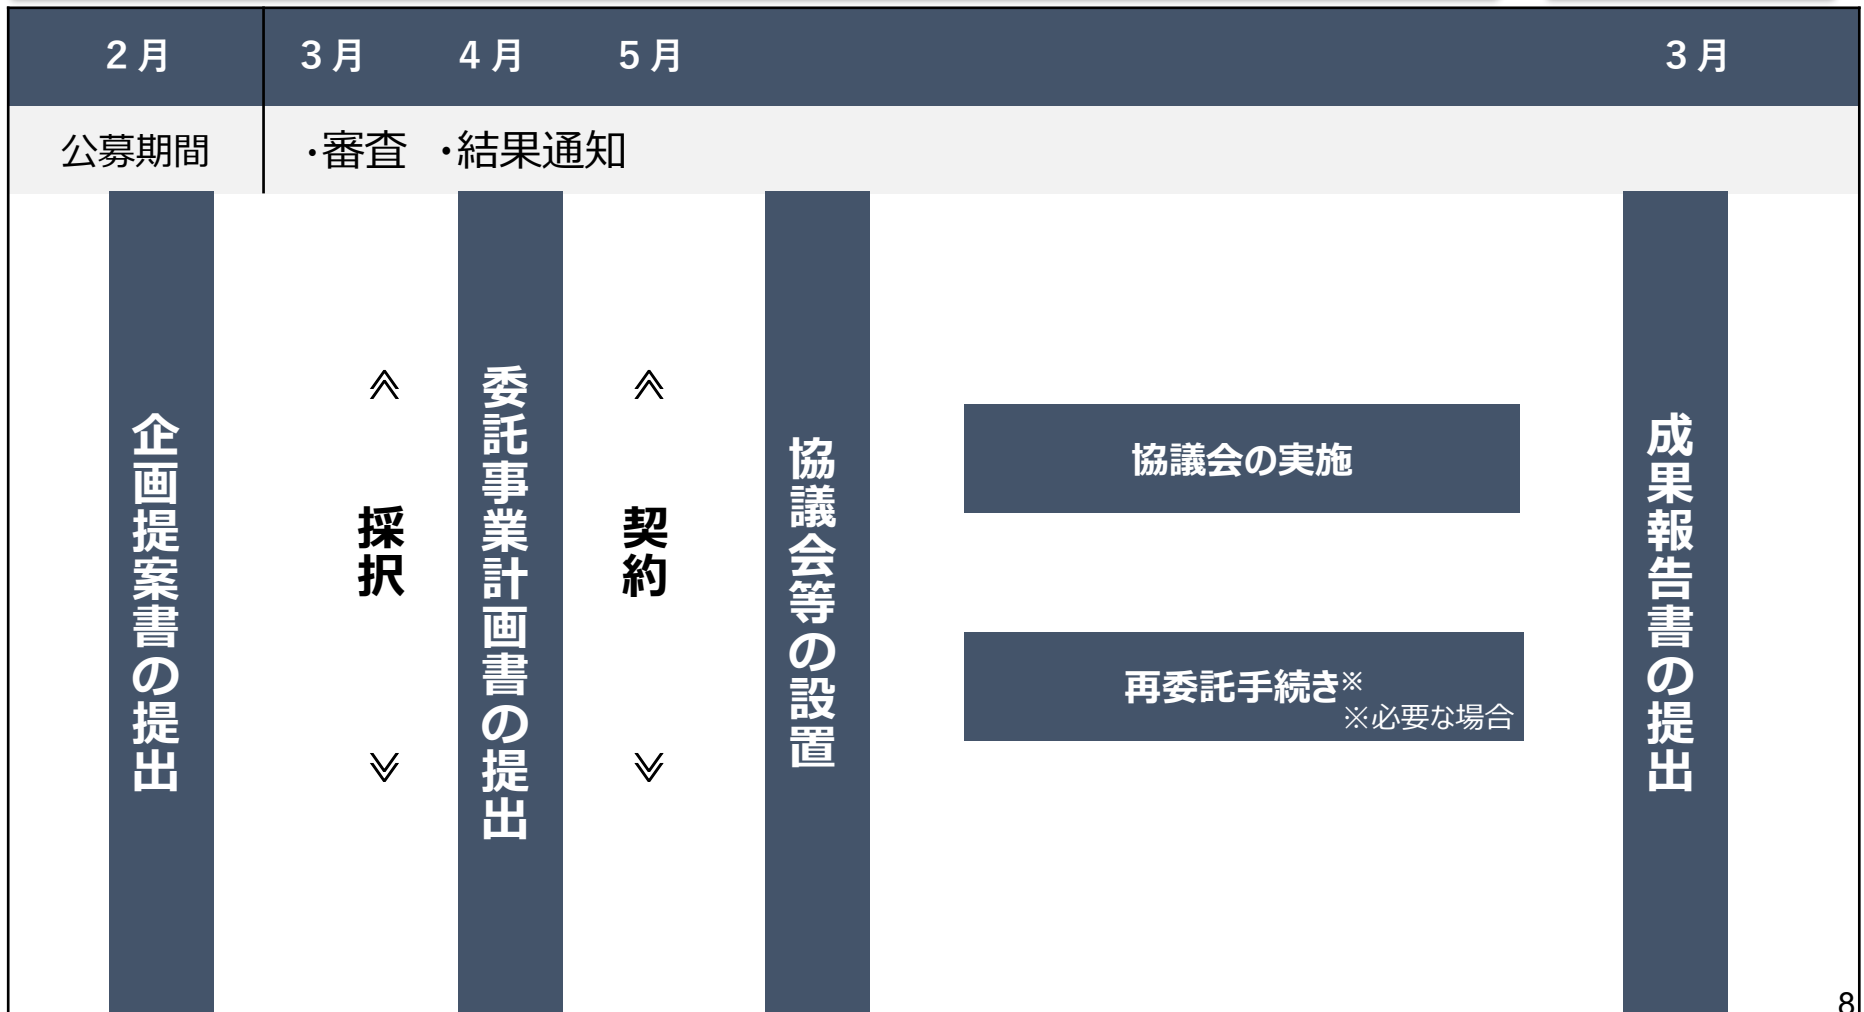 2月 3月 4月 5月 3月
公募期間 ・審査 ・結果通知
企画提案書の提出
採択
委託事業計画書の提出
契約
協議会等の設置
協議会の実施
再委託手続き※
※必要な場合
成果報告書の提出
8